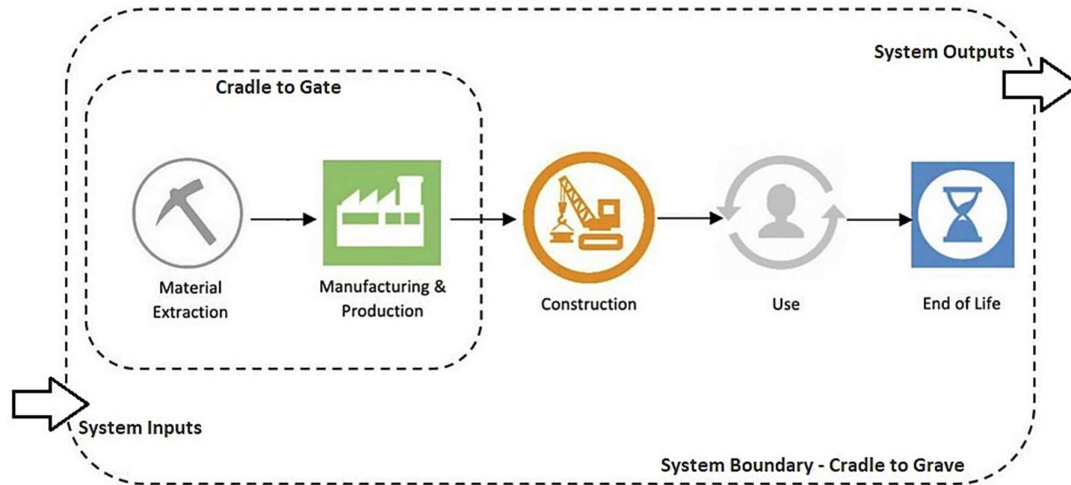 System Outputs
Cradle to Gate
Material
Extraction
Manufacturing &
Production
Construction
Use
End of Life
System Inputs
System Boundary - Cradle to Grave